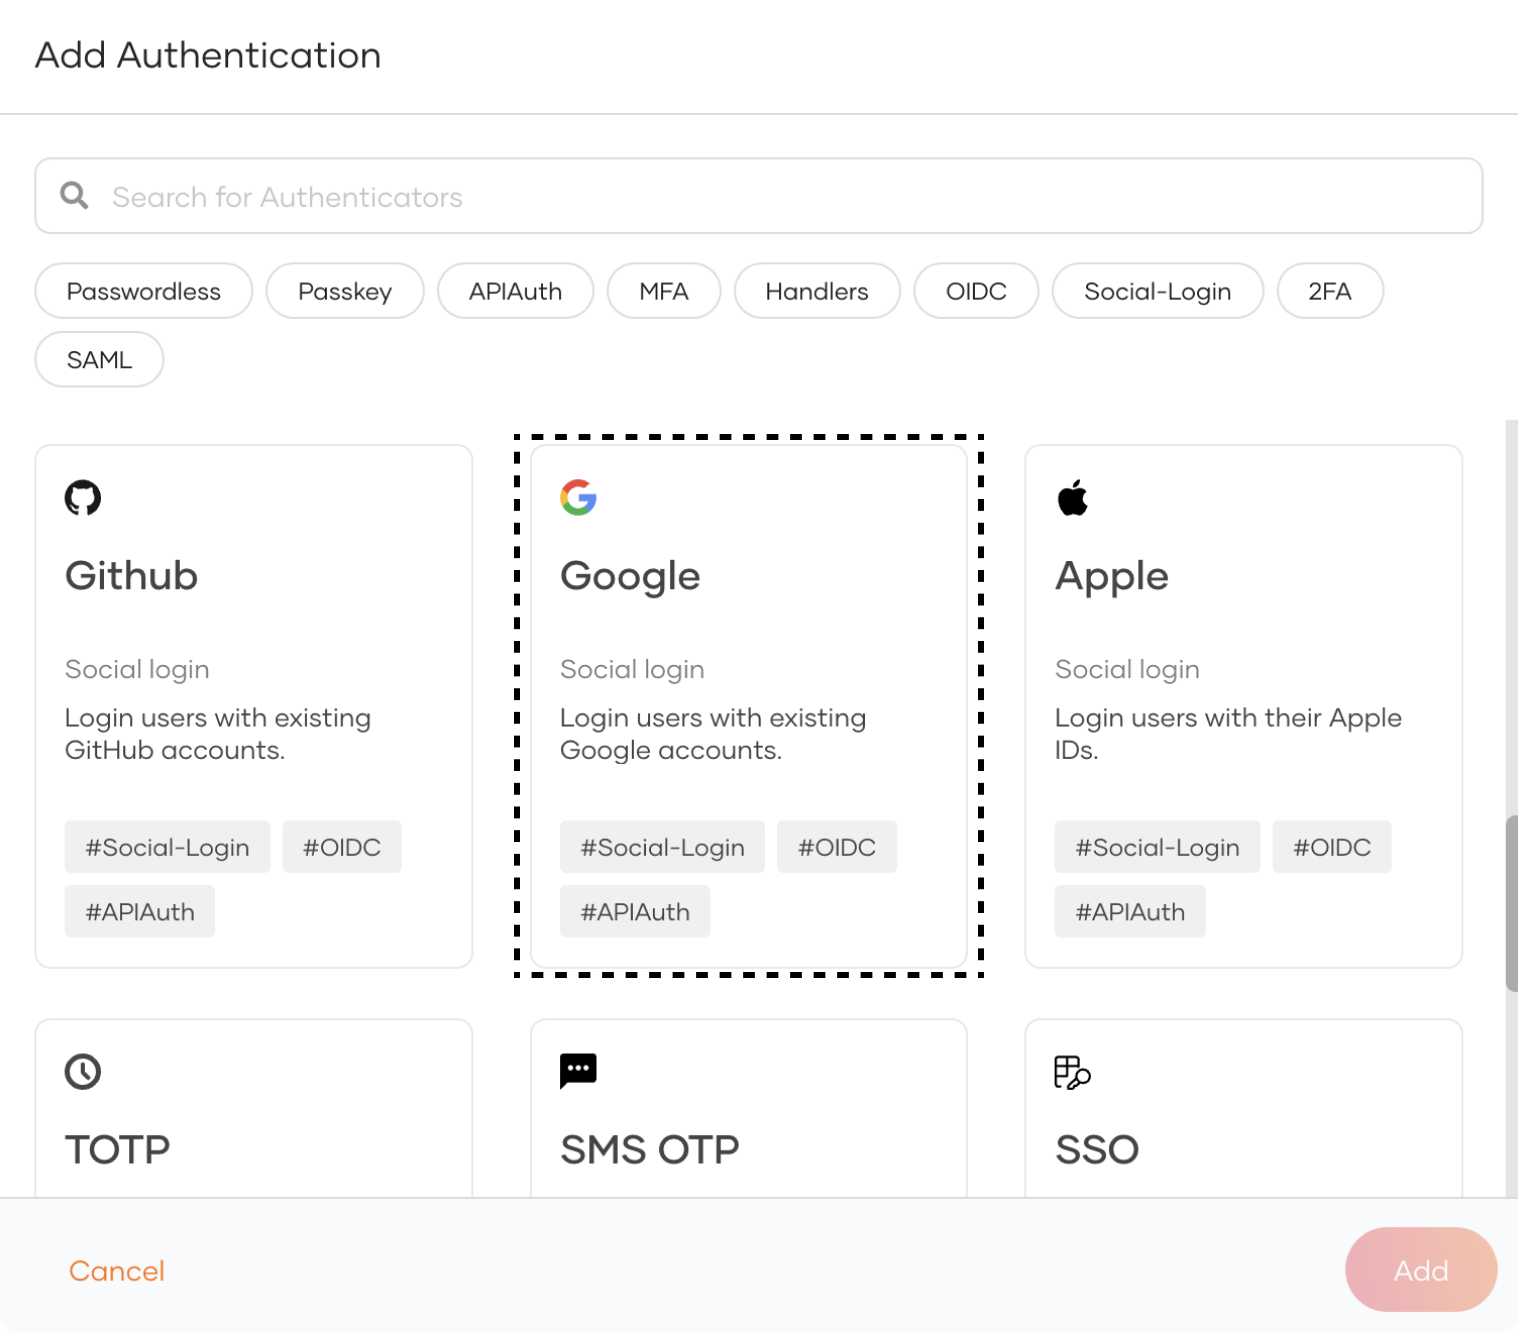 Add Authentication
Search for Authenticators
Passwordless Passkey APIAuth MFA Handlers OIDC Social-Login 2FA
SAML
Github
Social login
Login users with existing
GitHub accounts.
#Social-Login #OIDC
#APIAuth
Google
Social login
Login users with existing
Google accounts.
#Social-Login #OIDC
#APIAuth
Apple
Social login
Login users with their Apple
IDs.
#Social-Login #OIDC
#APIAuth
TOTP
SMS OTP
SSO
Cancel
Add